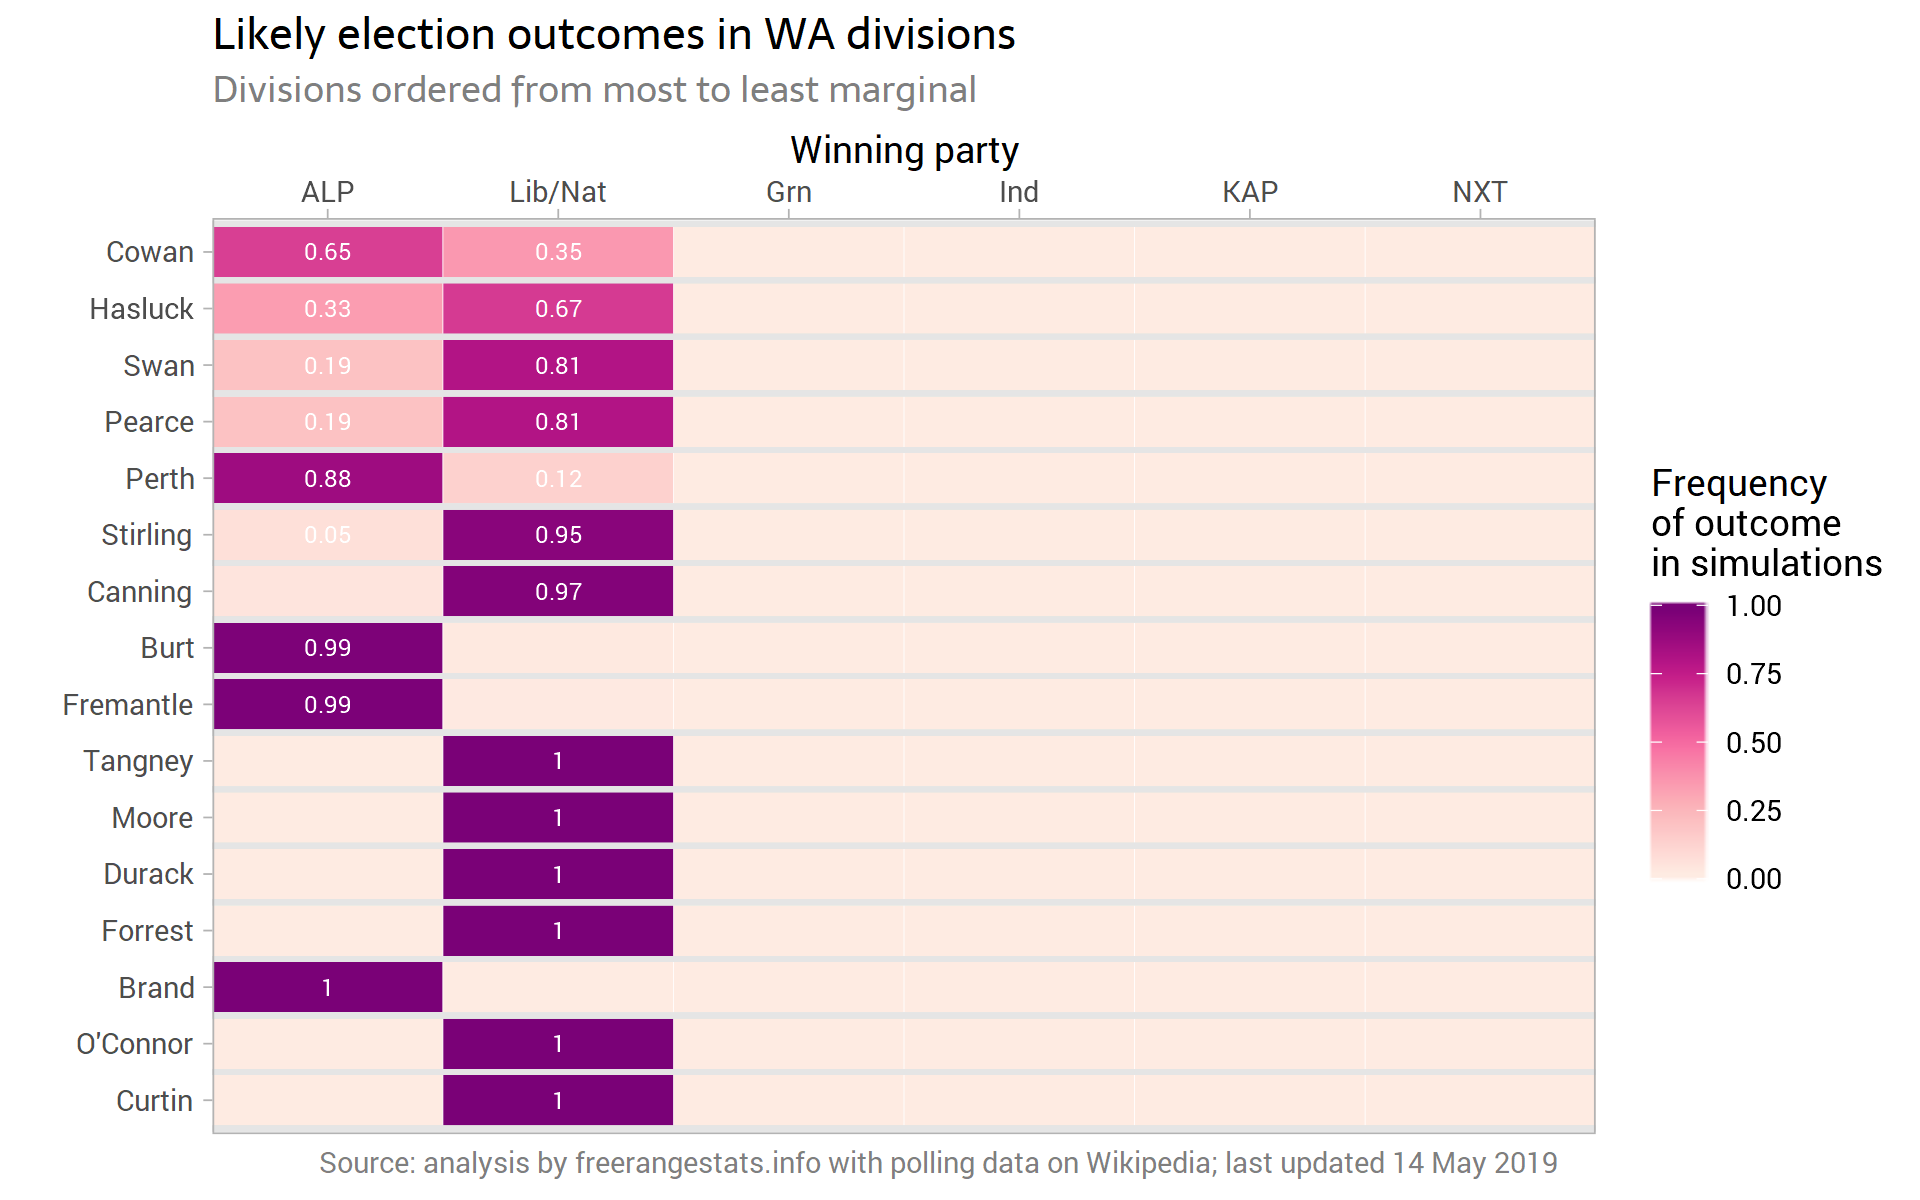 Likely election outcomes in WA divisions
Divisions ordered from most to least marginal
Winning party
ALP Lib/Nat Grn Ind KAP NXT
Cowan 0.65 0.35
Hasluck 0.33 0.67
Swan 0.19 0.81
Pearce 0.19 0.81
Perth 0.88 0.12
Stirling 0.05 0.95
Canning 0.97
Burt 0.99
Fremantle 0.99
Tangney 1
Moore 1
Durack 1
Forrest 1
Brand 1
O'Connor 1
Curtin 1
Frequency
of outcome
in simulations
1.00
0.75
0.50
0.25
0.00
Source: analysis by freerangestats.info with polling data on Wikipedia; last updated 14 May 2019